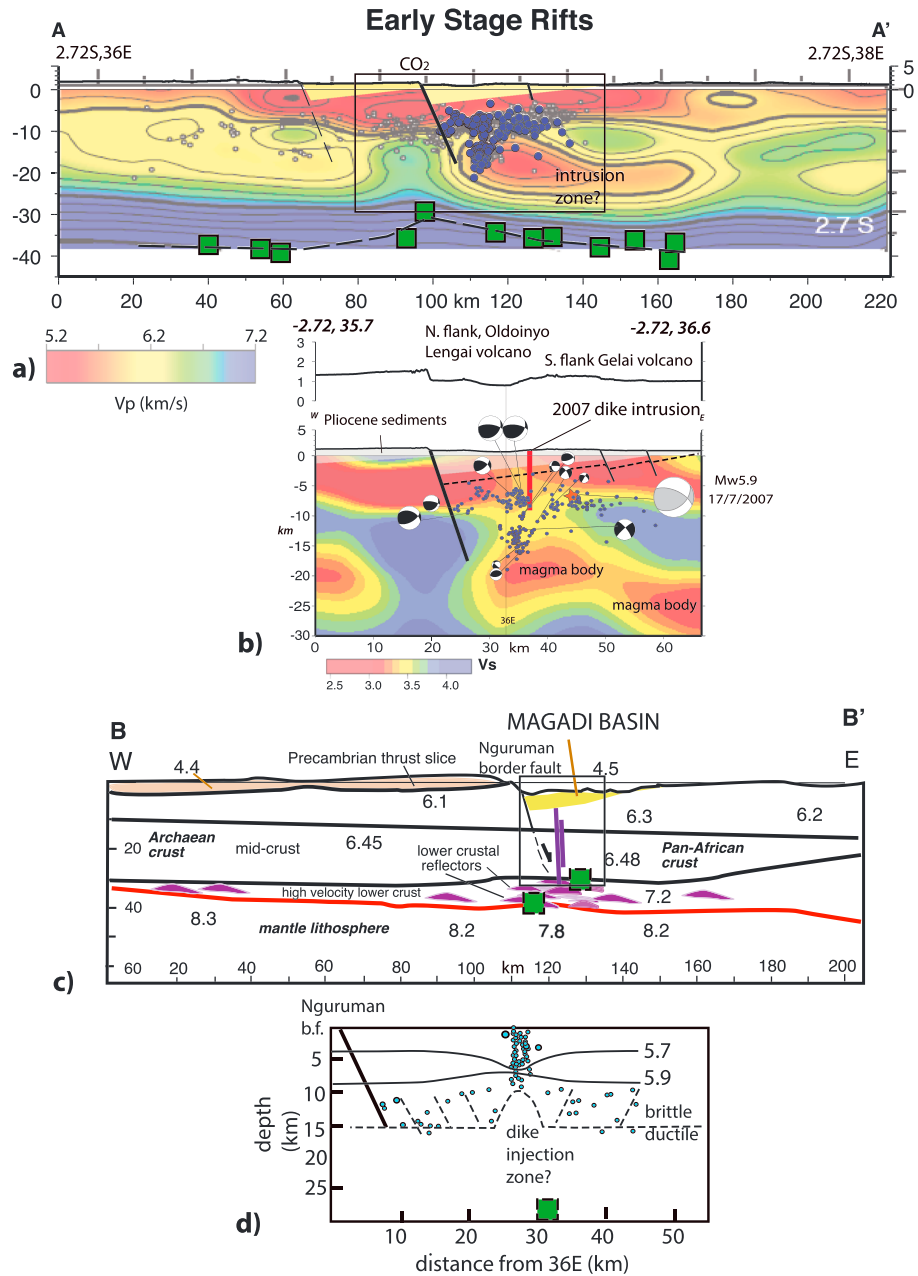 Early Stage Rifts
A
A’
2.72S,36E
CO2
2.72S,38E
0
-10
-20
-30
-40
5
0
intrusion
zone?
2.7 S
0 20 40 60 80 100 km 120 140 160 180 200 220
5.2 6.2 7.2
Vp (km/s)
a)
-2.72, 35.7
N. flank, Oldoinyo
Lengai volcano
-2.72, 36.6
S. flank Gelai volcano
3
2
1
0
W
E
2007 dike intrusion
Pliocene sediments
5
0
-5
-10
km
-15
-20
-25
-30
Mw5.9
17/7/2007
magma body
magma body
36E
0 10 20 30 km 40 50 60
b)
Vs
2.5 3.0 3.5 4.0
B
B’
W
E
MAGADI BASIN
Nguruman
border fault
4.4
Precambrian thrust slice
4.5
6.1
6.3
6.2
20
40
Archaean
crust
mid-crust
6.45
lower crustal
reflectors
6.48
Pan-African
crust
high velocity lower crust
7.2
8.3
mantle lithosphere
8.2
7.8
8.2
60 20 40 60 80 100 km 120 140 160 200
c)
Nguruman
b.f.
5
10
15
20
25
depth
(km)
5.7
5.9
brittle
ductile
dike
injection
zone?
10 20 30 40 50
d)
distance from 36E (km)